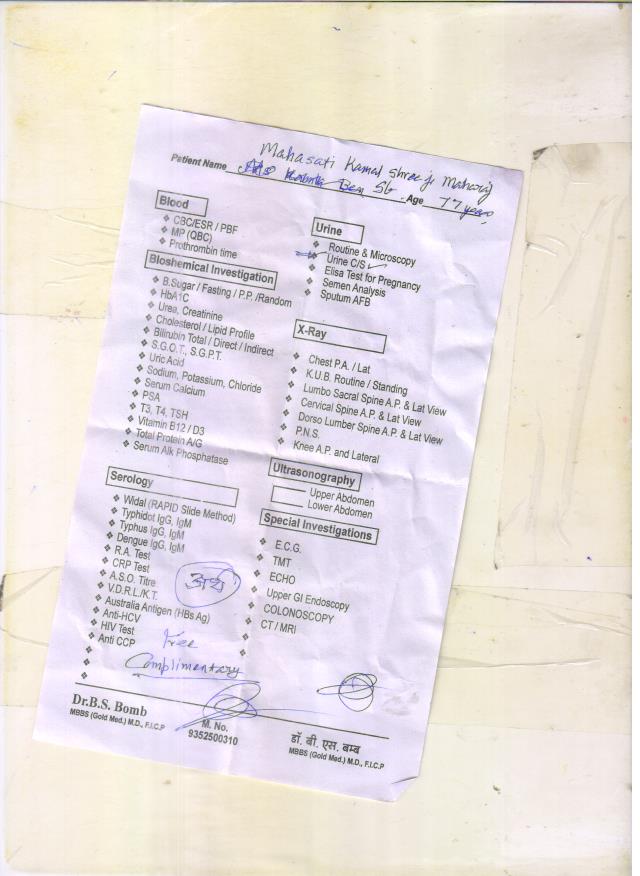 Mahasati Kamal Shree ji Maharaj
Patient Name Ben Sb. Age 77 years,
Blood
❖ CBC/ESR / PBF
❖ MP (QBC)
❖ Prothrombin time
Bioshemical Investigation
❖ B.Sugar / Fasting / P.P. /Random
❖ HbA1C
❖ Urea, Creatinine
❖ Cholesterol / Lipid Profile
❖ Bilirubin Total / Direct / Indirect
❖ S.G.O.T., S.G.P.T.
❖ Uric Acid
❖ Sodium, Potassium, Chloride
❖ Serum Calcium
❖ PSA
❖ T3, T4, TSH
❖ Vitamin B12 / D3
❖ Total Protein A/G
❖ Serum Alk Phosphatase
Serology
❖ Widal (RAPID Slide Method)
❖ Typhidot IgG, IgM
❖ Typhus IgG, IgM
❖ Dengue IgG, IgM
❖ R.A. Test
❖ CRP Test
❖ A.S.O. Titre
❖ V.D.R.L./K.T.
❖ Australia Antigen (HBs Ag)
❖ Anti-HCV
❖ HIV Test
❖ Anti CCP
Urine
❖ Routine & Microscopy
❖ Urine C/S ✓
❖ Elisa Test for Pregnancy
❖ Semen Analysis
❖ Sputum AFB
X-Ray
❖ Chest P.A. / Lat
❖ K.U.B. Routine / Standing
❖ Lumbo Sacral Spine A.P. & Lat View
❖ Cervical Spine A.P. & Lat View
❖ Dorso Lumber Spine A.P. & Lat View
❖ P.N.S.
❖ Knee A.P. and Lateral
Ultrasonography
Upper Abdomen
Lower Abdomen
Special Investigations
❖ E.C.G.
❖ TMT
❖ ECHO
❖ Upper GI Endoscopy
❖ COLONOSCOPY
❖ CT / MRI
Free
Complimentary
Dr.B.S. Bomb
MBBS (Gold Med.) M.D., F.I.C.P
M. No.
9352500310
डॉ. बी. एस. बम्ब
MBBS (Gold Med.) M.D., F.I.C.P